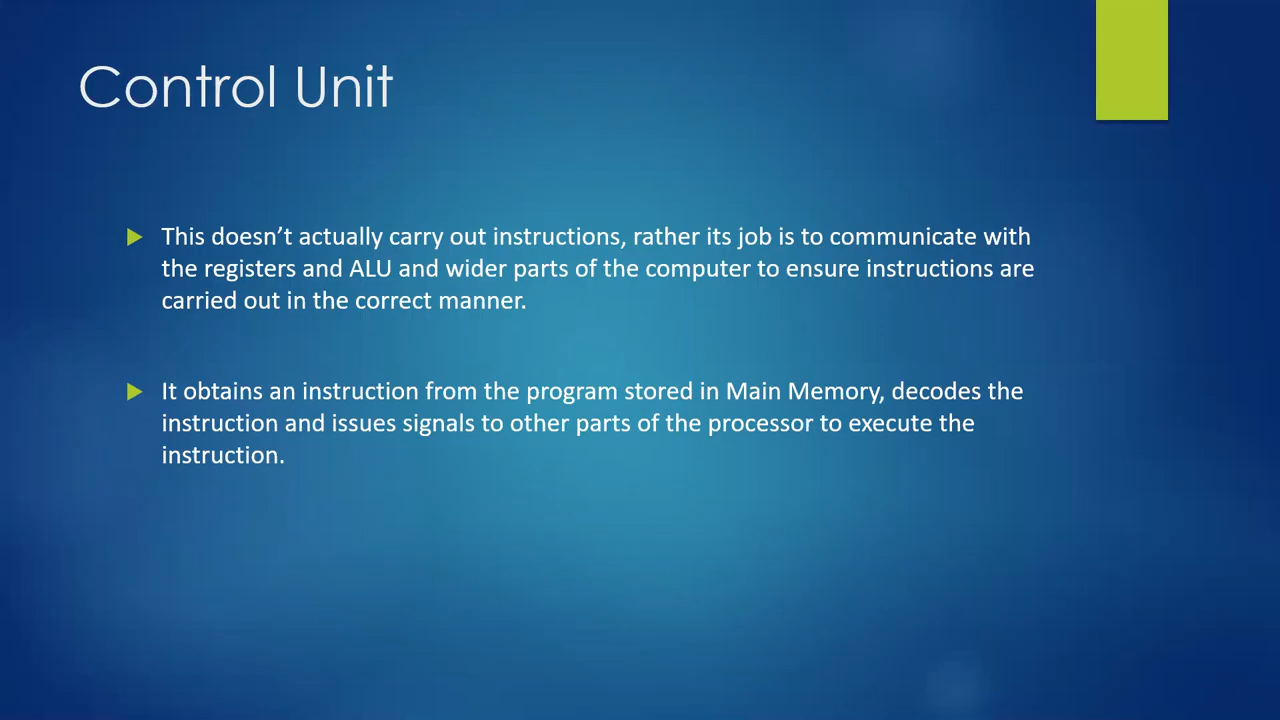 Control Unit
This doesn’t actually carry out instructions, rather its job is to communicate with
the registers and ALU and wider parts of the computer to ensure instructions are
carried out in the correct manner.
It obtains an instruction from the program stored in Main Memory, decodes the
instruction and issues signals to other parts of the processor to execute the
instruction.